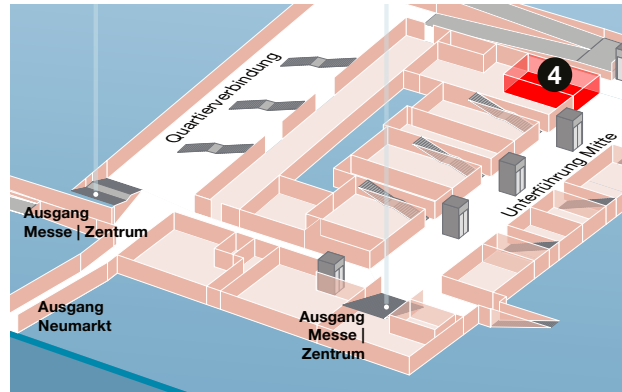 4
Quartierverbindung
Unterführung Mitte
Ausgang
Messe | Zentrum
Ausgang
Neumarkt
Ausgang
Messe |
Zentrum